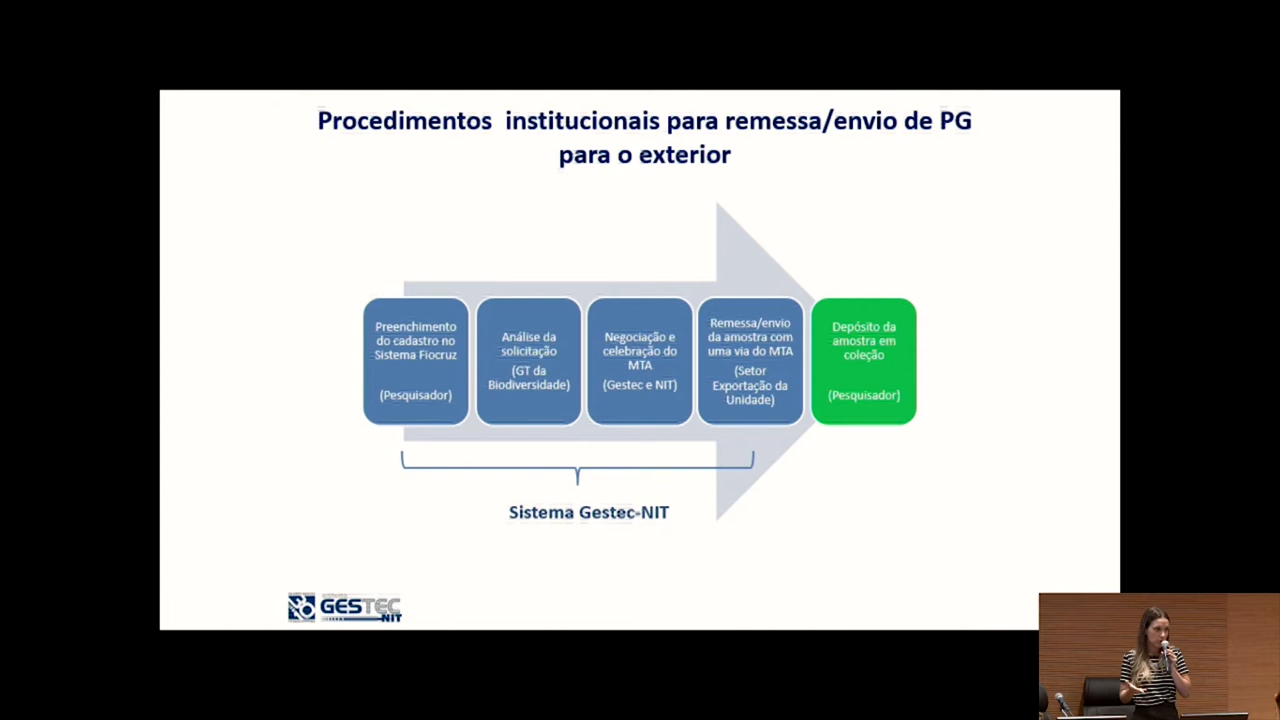 Procedimentos institucionais para remessa/envio de PG
para o exterior
Preenchimento
do cadastro no
Sistema Fiocruz
(Pesquisador)
Análise da
solicitação
(GT da
Biodiversidade)
Negociação e
celebração do
MTA
(Gestec e NIT)
Remessa/envio
da amostra com
uma via do MTA
(Setor
Exportação da
Unidade)
Depósito da
amostra em
coleção
(Pesquisador)
Sistema Gestec-NIT
GESTEC
NIT